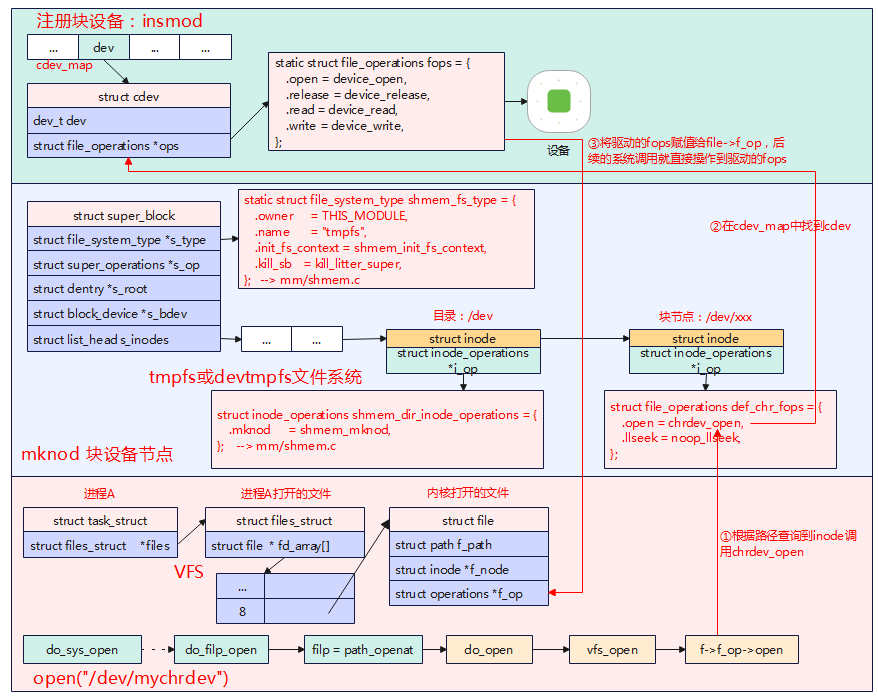 注册块设备：insmod
...
dev
...
...
cdev_map
struct cdev
dev_t dev
struct file_operations *ops
static struct file_operations fops = {
.open = device_open,
.release = device_release,
.read = device_read,
.write = device_write,
};
设备
③将驱动的fops赋值给file->f_op，后
续的系统调用就直接操作到驱动的fops
struct super_block
struct file_system_type *s_type
struct super_operations *s_op
struct dentry *s_root
struct block_device *s_bdev
struct list_head s_inodes
static struct file_system_type shmem_fs_type = {
.owner = THIS_MODULE,
.name = "tmpfs",
.init_fs_context = shmem_init_fs_context,
.kill_sb = kill_litter_super,
}; --> mm/shmem.c
②在cdev_map中找到cdev
...
...
目录：/dev
struct inode
struct inode_operations
*i_op
块节点：/dev/xxx
struct inode
struct inode_operations
*i_op
tmpfs或devtmpfs文件系统
struct inode_operations shmem_dir_inode_operations = {
.mknod = shmem_mknod,
}; --> mm/shmem.c
struct file_operations def_chr_fops = {
.open = chrdev_open,
.llseek = noop_llseek,
};
mknod 块设备节点
进程A
struct task_struct
struct files_struct *files
进程A打开的文件
struct files_struct
struct file * fd_array[]
内核打开的文件
struct file
struct path f_path
struct inode *f_node
struct operations *f_op
①根据路径查询到inode调
用chrdev_open
VFS
...
8
do_sys_open
do_filp_open
filp = path_openat
do_open
vfs_open
f->f_op->open
open("/dev/mychrdev")